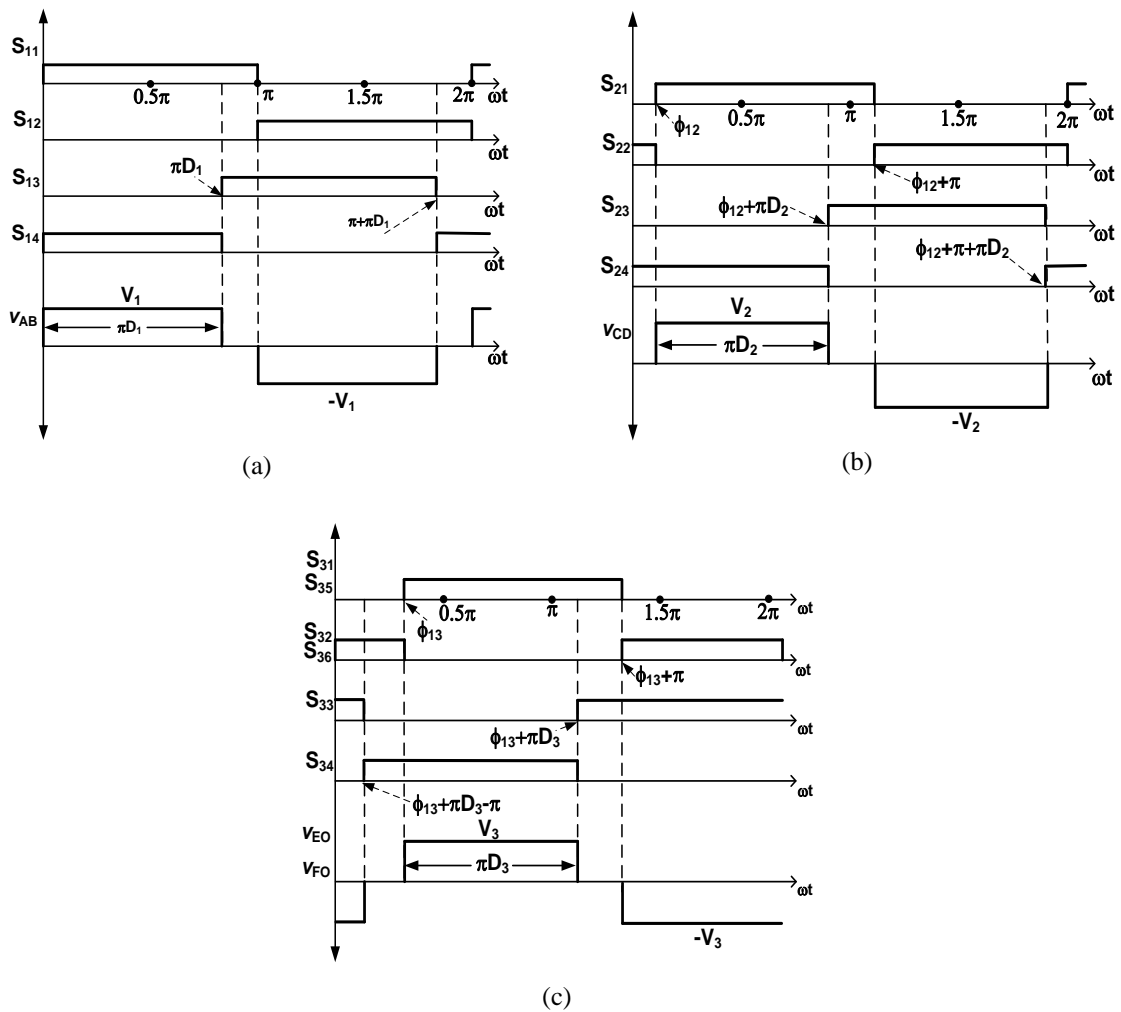 S11
0.5π π 1.5π 2π ωt
S12
ωt
πD1
S13
π+πD1
ωt
S14
ωt
V1
vAB
πD1
ωt
-V1
(a)
S21
0.5π π 1.5π 2π ωt
ϕ12
S22
ωt
ϕ12+π
ϕ12+πD2
S23
ωt
ϕ12+π+πD2
S24
ωt
V2
vCD
πD2
ωt
-V2
(b)
S31
S35
0.5π π 1.5π 2π ωt
ϕ13
S32
S36
ωt
ϕ13+π
S33
ϕ13+πD3
ωt
S34
ωt
ϕ13+πD3-π
vEO
V3
vFO
πD3
ωt
-V3
(c)